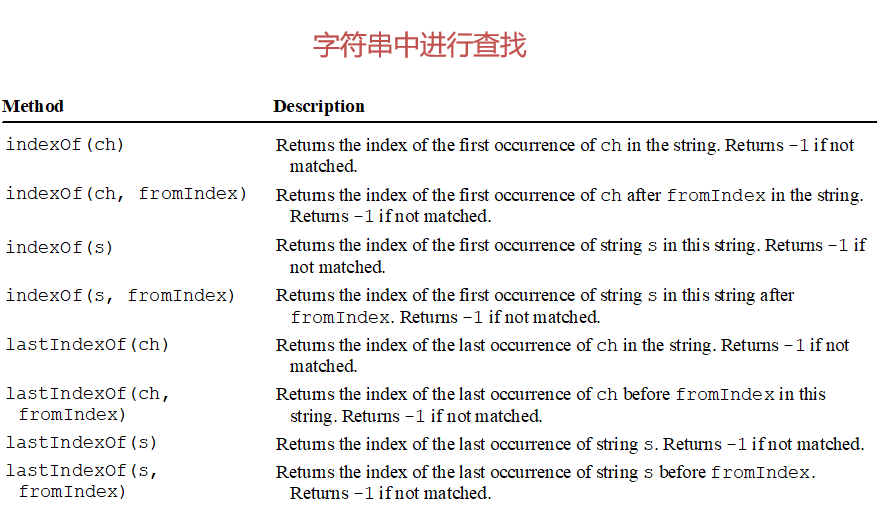 字符串中进行查找
Method Description
indexOf(ch) Returns the index of the first occurrence of ch in the string. Returns -1 if not
matched.
indexOf(ch, fromIndex) Returns the index of the first occurrence of ch after fromIndex in the string.
Returns -1 if not matched.
indexOf(s) Returns the index of the first occurrence of string s in this string. Returns -1 if
not matched.
indexOf(s, fromIndex) Returns the index of the first occurrence of string s in this string after
fromIndex. Returns -1 if not matched.
lastIndexOf(ch) Returns the index of the last occurrence of ch in the string. Returns -1 if not
matched.
lastIndexOf(ch, Returns the index of the last occurrence of ch before fromIndex in this
fromIndex) string. Returns -1 if not matched.
lastIndexOf(s) Returns the index of the last occurrence of string s. Returns -1 if not matched.
lastIndexOf(s, Returns the index of the last occurrence of string s before fromIndex.
fromIndex) Returns -1 if not matched.